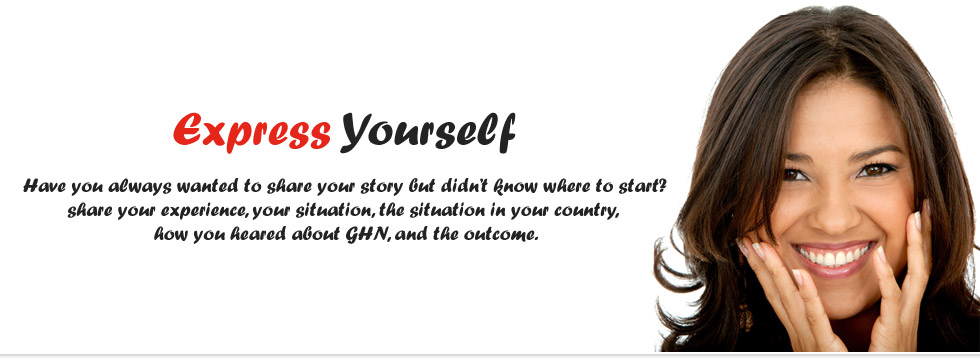 Express Yourself
Have you always wanted to share your story but didn't know where to start?
share your experience, your situation, the situation in your country,
how you heared about GHN, and the outcome.